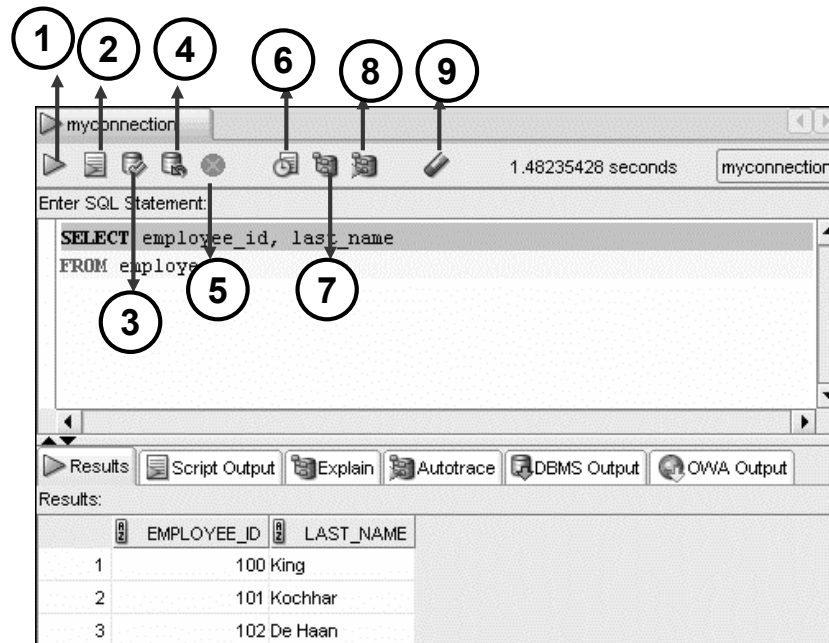 1
2
4
6
8
9
myconnection
1.48235428 seconds
myconnection
Enter SQL Statement:
SELECT employee_id, last_name
FROM
3
5
7
Results
Script Output
Explain
Autotrace
DBMS Output
OWA Output
Results:
EMPLOYEE_ID
LAST_NAME
1 100 King
2 101 Kochhar
3 102 De Haan